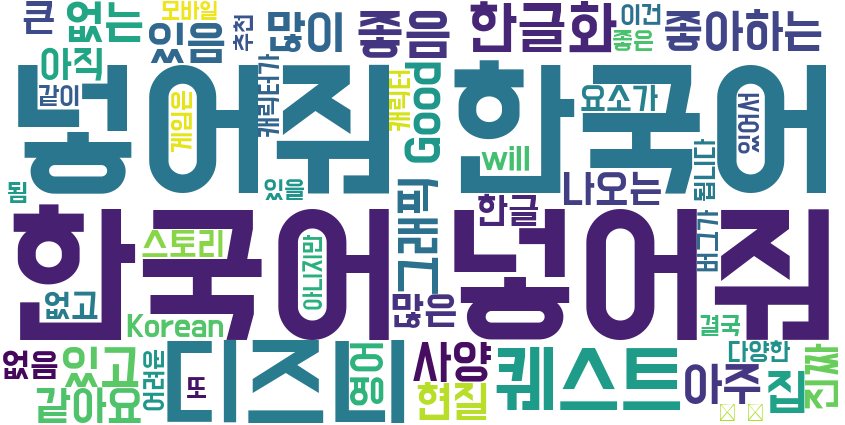 큰 없는 있음 추천 모바일 많이 좋음 한글화 이건 좋은 좋아하는
아직
같이 게임은 캐릭터가 캐릭터 Good 요소가 있었음
넣어줘 한국어
will
됨 있을 나오는 됩니다
한글
한국어 넣어줘
스토리 아니지만 그래픽 버그가
없고 Korean 많은 결국
없음 있고 어려운 디즈니 영어 사양 퀘스트 다양한 진짜
같아요 또 현질 아주 집